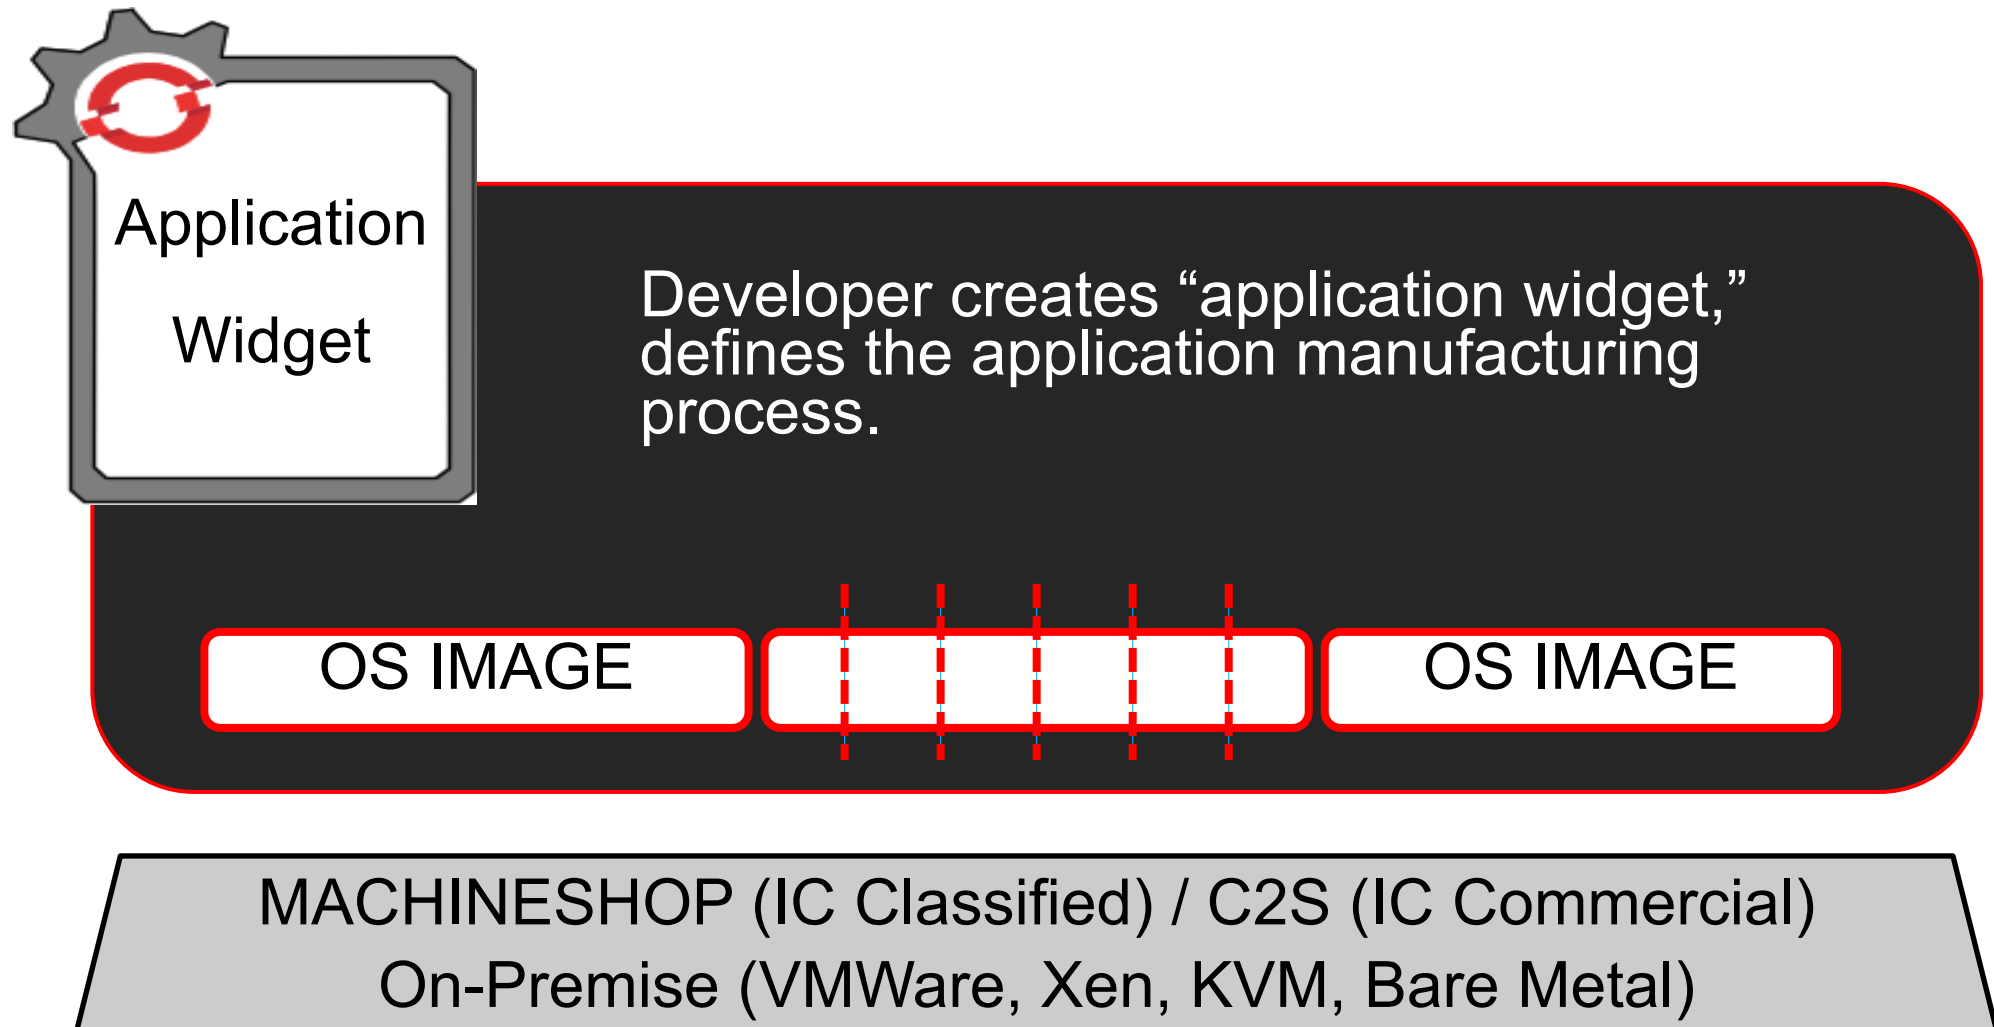 Application
Widget
Developer creates “application widget,”
defines the application manufacturing
process.
OS IMAGE
OS IMAGE
MACHINESHOP (IC Classified) / C2S (IC Commercial)
On-Premise (VMWare, Xen, KVM, Bare Metal)